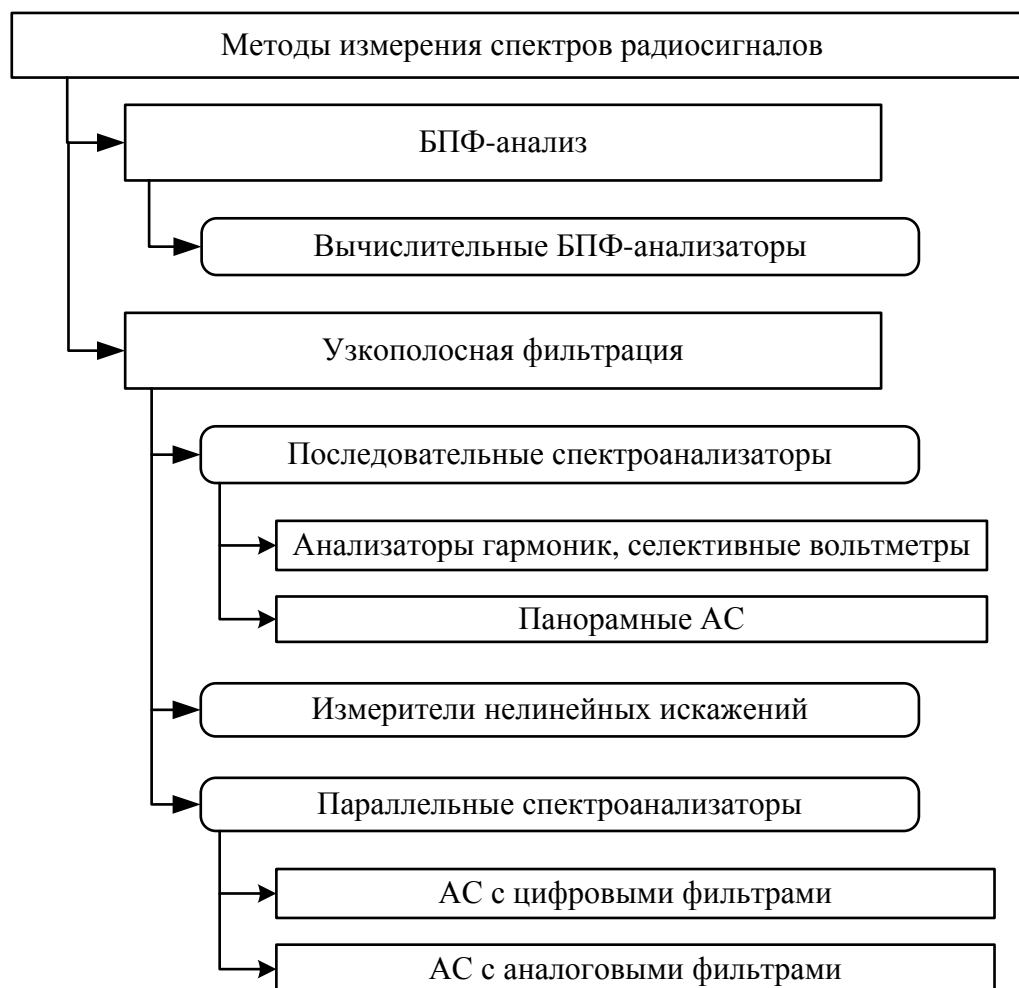 Методы измерения спектров радиосигналов
БПФ-анализ
Вычислительные БПФ-анализаторы
Узкополосная фильтрация
Последовательные спектроанализаторы
Анализаторы гармоник, селективные вольтметры
Панорамные АС
Измерители нелинейных искажений
Параллельные спектроанализаторы
АС с цифровыми фильтрами
АС с аналоговыми фильтрами